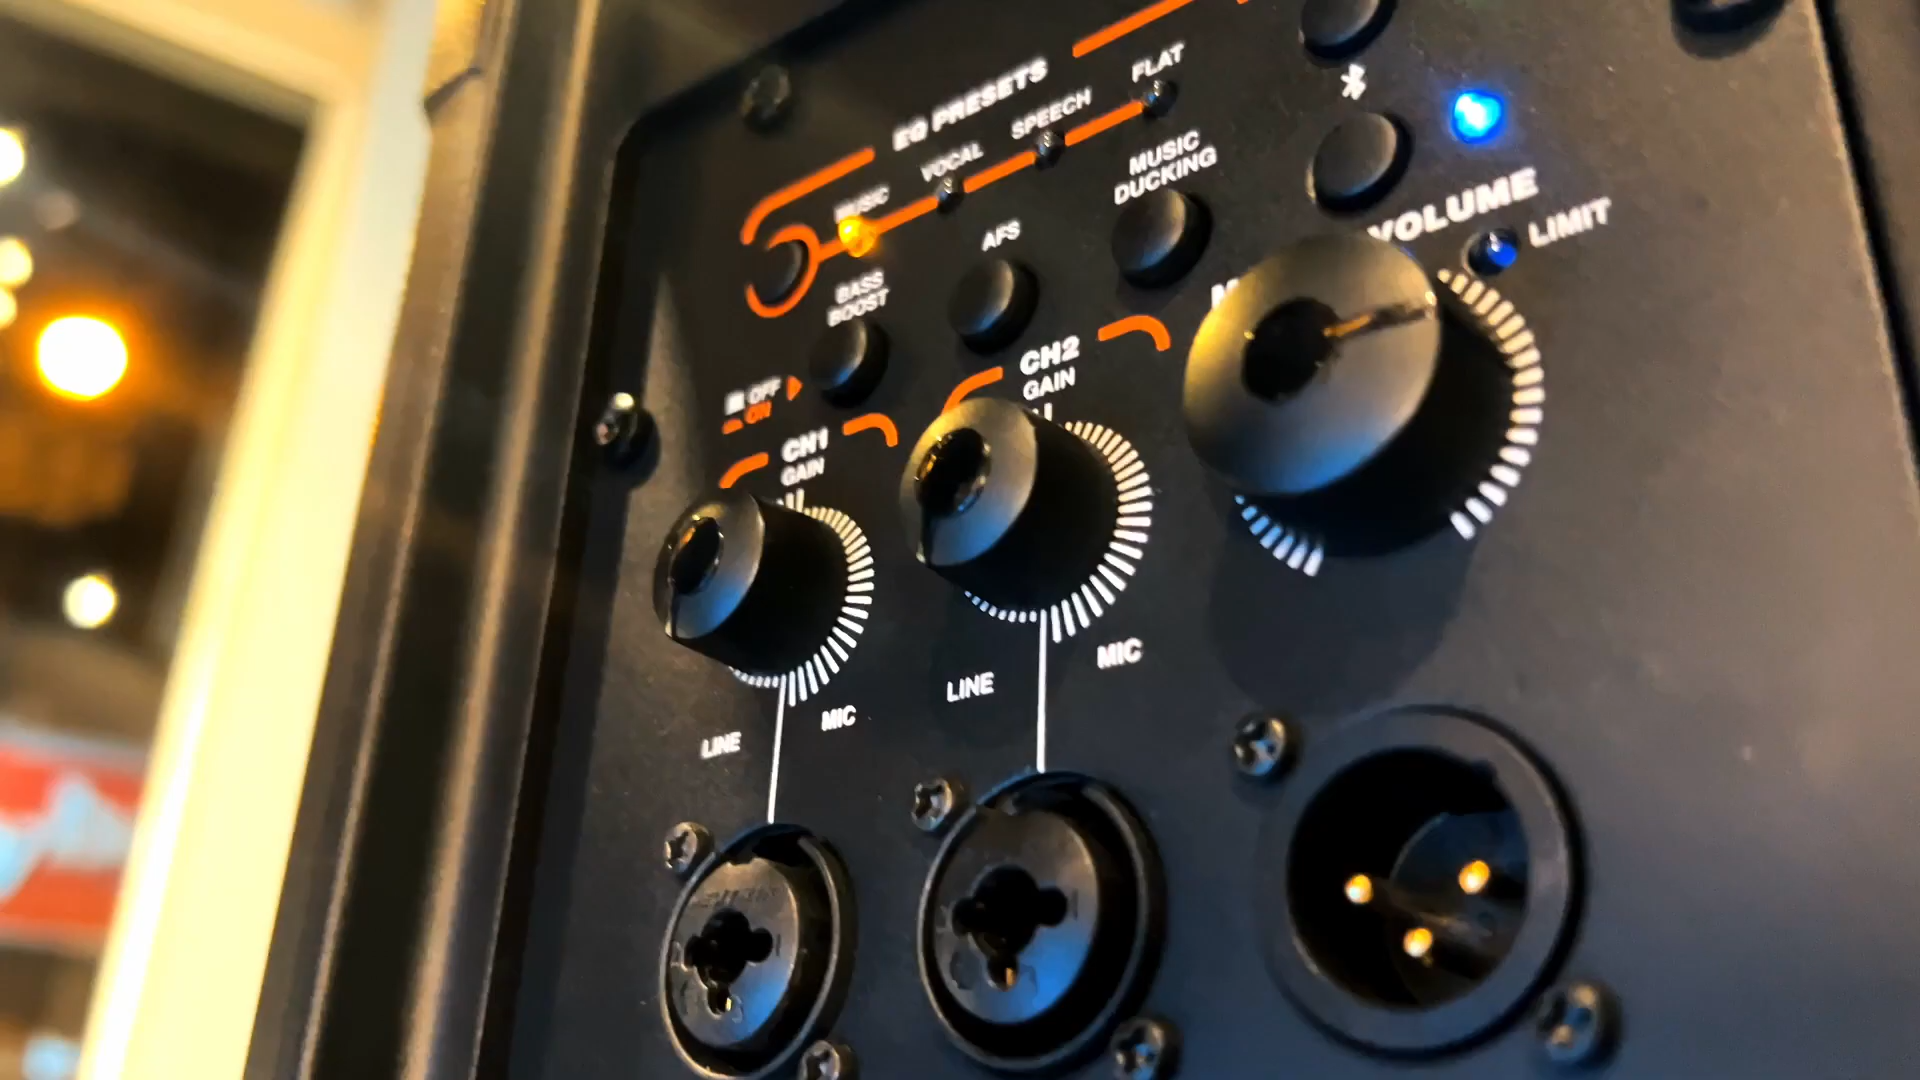 EQ PRESETS
MUSIC
VOCAL
SPEECH
FLAT
BASS
BOOST
AFS
MUSIC
DUCKING
VOLUME
LIMIT
OFF
ON
CH1
GAIN
CH2
GAIN
LINE
MIC
LINE
MIC